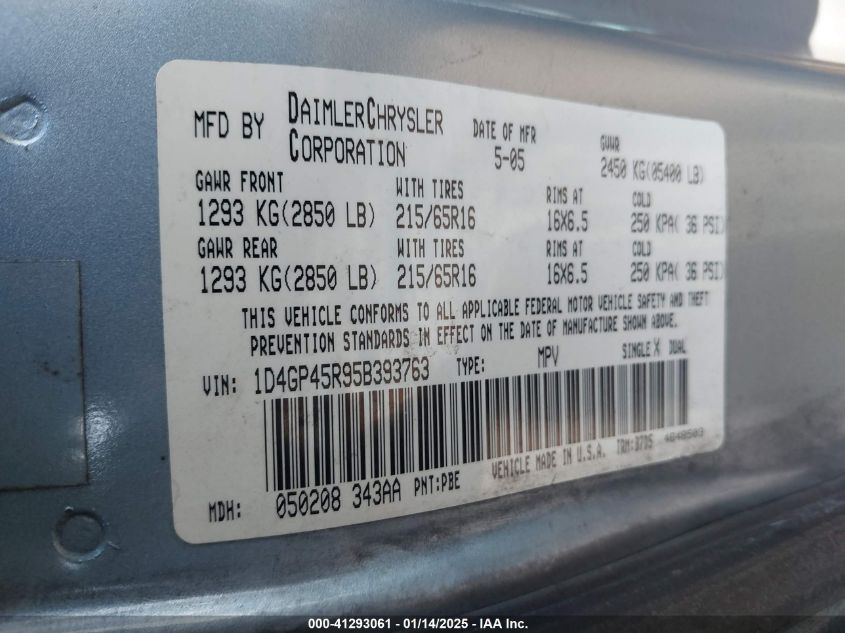 MFD BY DAIMLERCHRYSLER CORPORATION DATE OF MFR 5-05 GVWR 2450 KG(05400 LB)
GAWR FRONT WITH TIRES RIMS AT COLD
1293 KG(2850 LB) 215/65R16 16X6.5 250 KPA( 36 PSI)
GAWR REAR WITH TIRES RIMS AT COLD
1293 KG(2850 LB) 215/65R16 16X6.5 250 KPA( 36 PSI)
THIS VEHICLE CONFORMS TO ALL APPLICABLE FEDERAL MOTOR VEHICLE SAFETY AND THEFT
PREVENTION STANDARDS IN EFFECT ON THE DATE OF MANUFACTURE SHOWN ABOVE.
VIN: 1D4GP45R95B393763 TYPE: MPV SINGLE X DUAL
VEHICLE MADE IN U.S.A. TRM:B7D5 4648503
MDH: 050208 343AA PNT:PBE
000-41293061 - 01/14/2025 - IAA Inc.